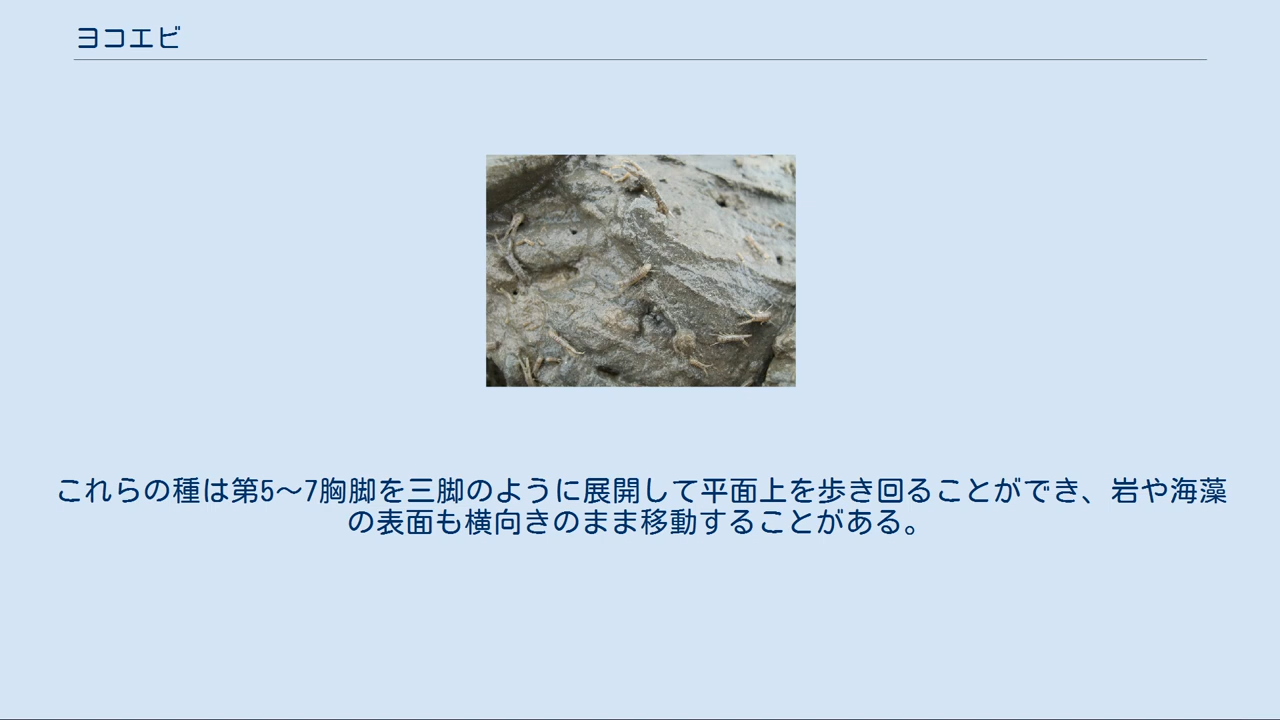 ヨコエビ
これらの種は第5〜7胸脚を三脚のように展開して平面上を歩き回ることができ、岩や海藻
の表面も横向きのまま移動することがある。